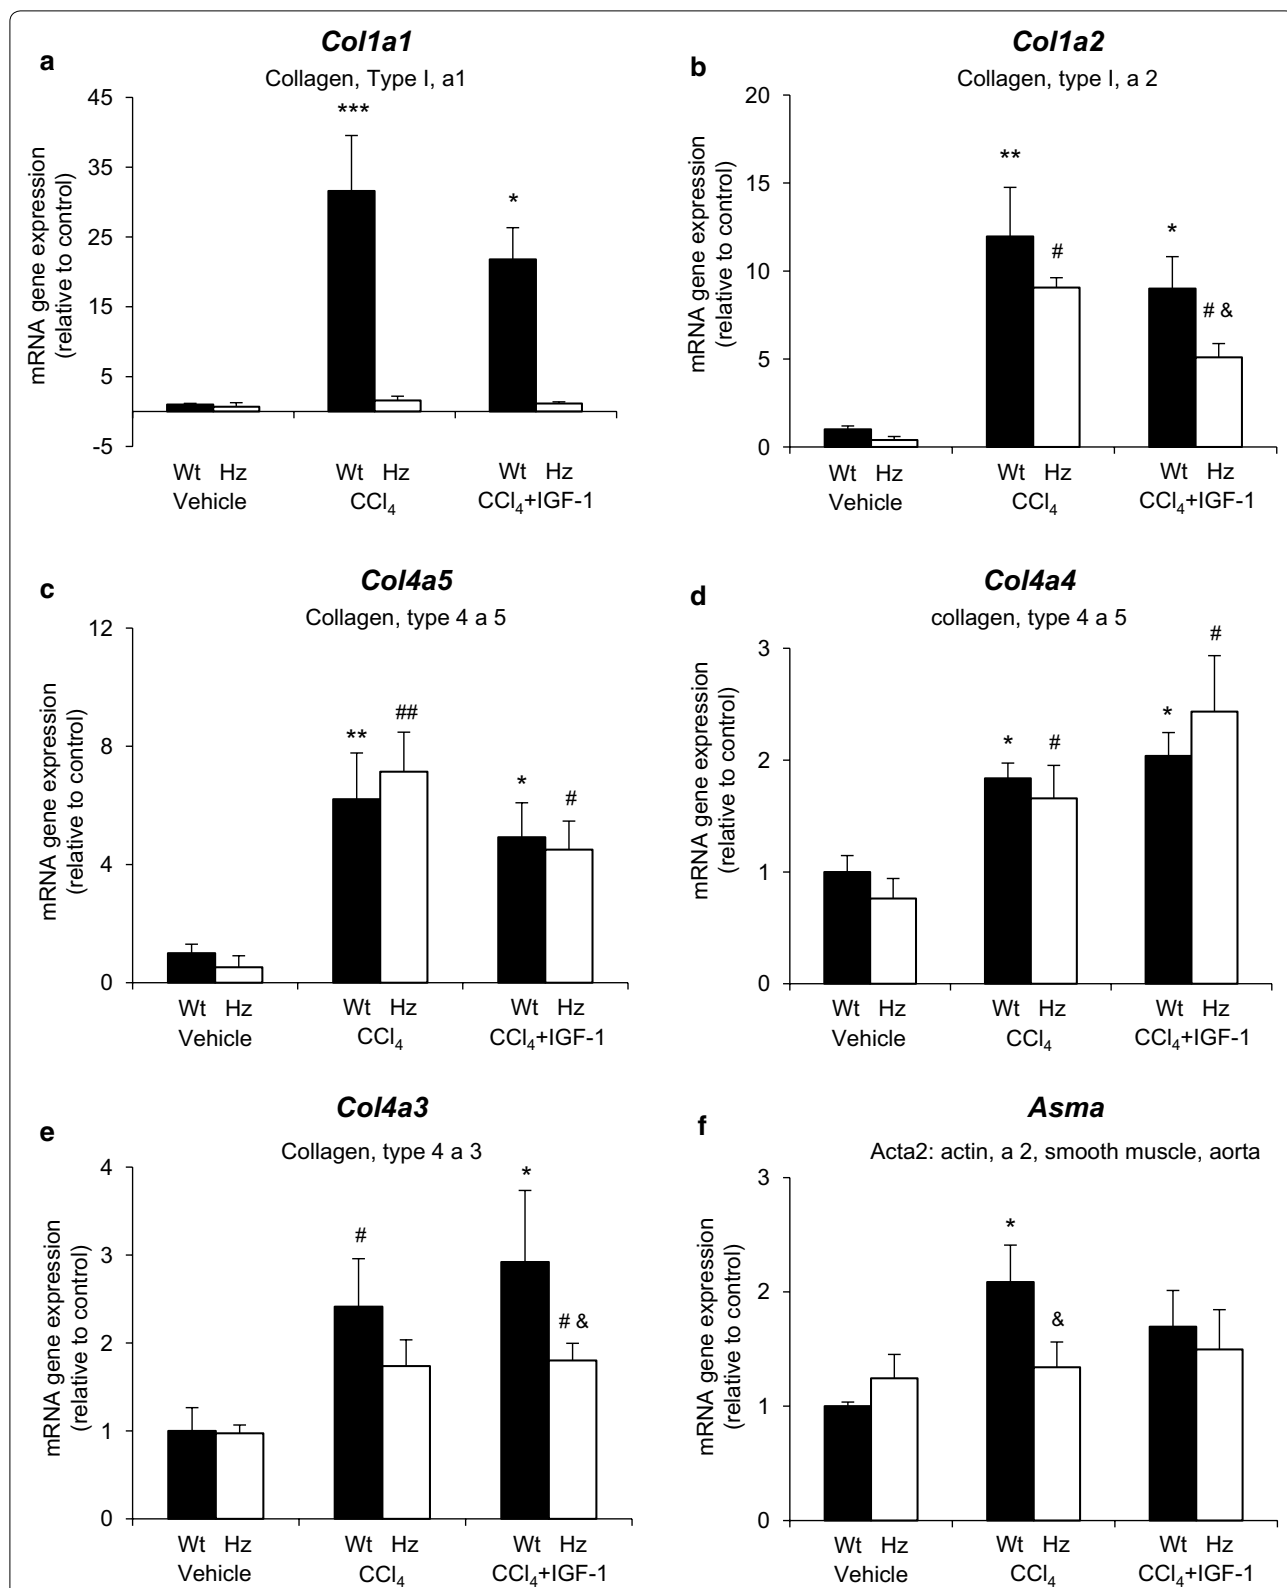 a
Col1a1
Collagen, Type I, a1
mRNA gene expression
(relative to control)
45
35
25
15
5
-5
***
*
Wt Hz Wt Hz Wt Hz
Vehicle CCl4 CCl4+IGF-1
b
Col1a2
Collagen, type I, a 2
mRNA gene expression
(relative to control)
20
15
10
5
0
**
#
*
# &
Wt Hz Wt Hz Wt Hz
Vehicle CCl4 CCl4+IGF-1
c
Col4a5
Collagen, type 4 a 5
mRNA gene expression
(relative to control)
12
8
4
0
**
##
*
#
Wt Hz Wt Hz Wt Hz
Vehicle CCl4 CCl4+IGF-1
d
Col4a4
collagen, type 4 a 5
mRNA gene expression
(relative to control)
3
2
1
0
*
#
*
#
Wt Hz Wt Hz Wt Hz
Vehicle CCl4 CCl4+IGF-1
e
Col4a3
Collagen, type 4 a 3
mRNA gene expression
(relative to control)
4
3
2
1
0
#
*
# &
Wt Hz Wt Hz Wt Hz
Vehicle CCl4 CCl4+IGF-1
f
Asma
Acta2: actin, a 2, smooth muscle, aorta
mRNA gene expression
(relative to control)
3
2
1
0
*
&
Wt Hz Wt Hz Wt Hz
Vehicle CCl4 CCl4+IGF-1